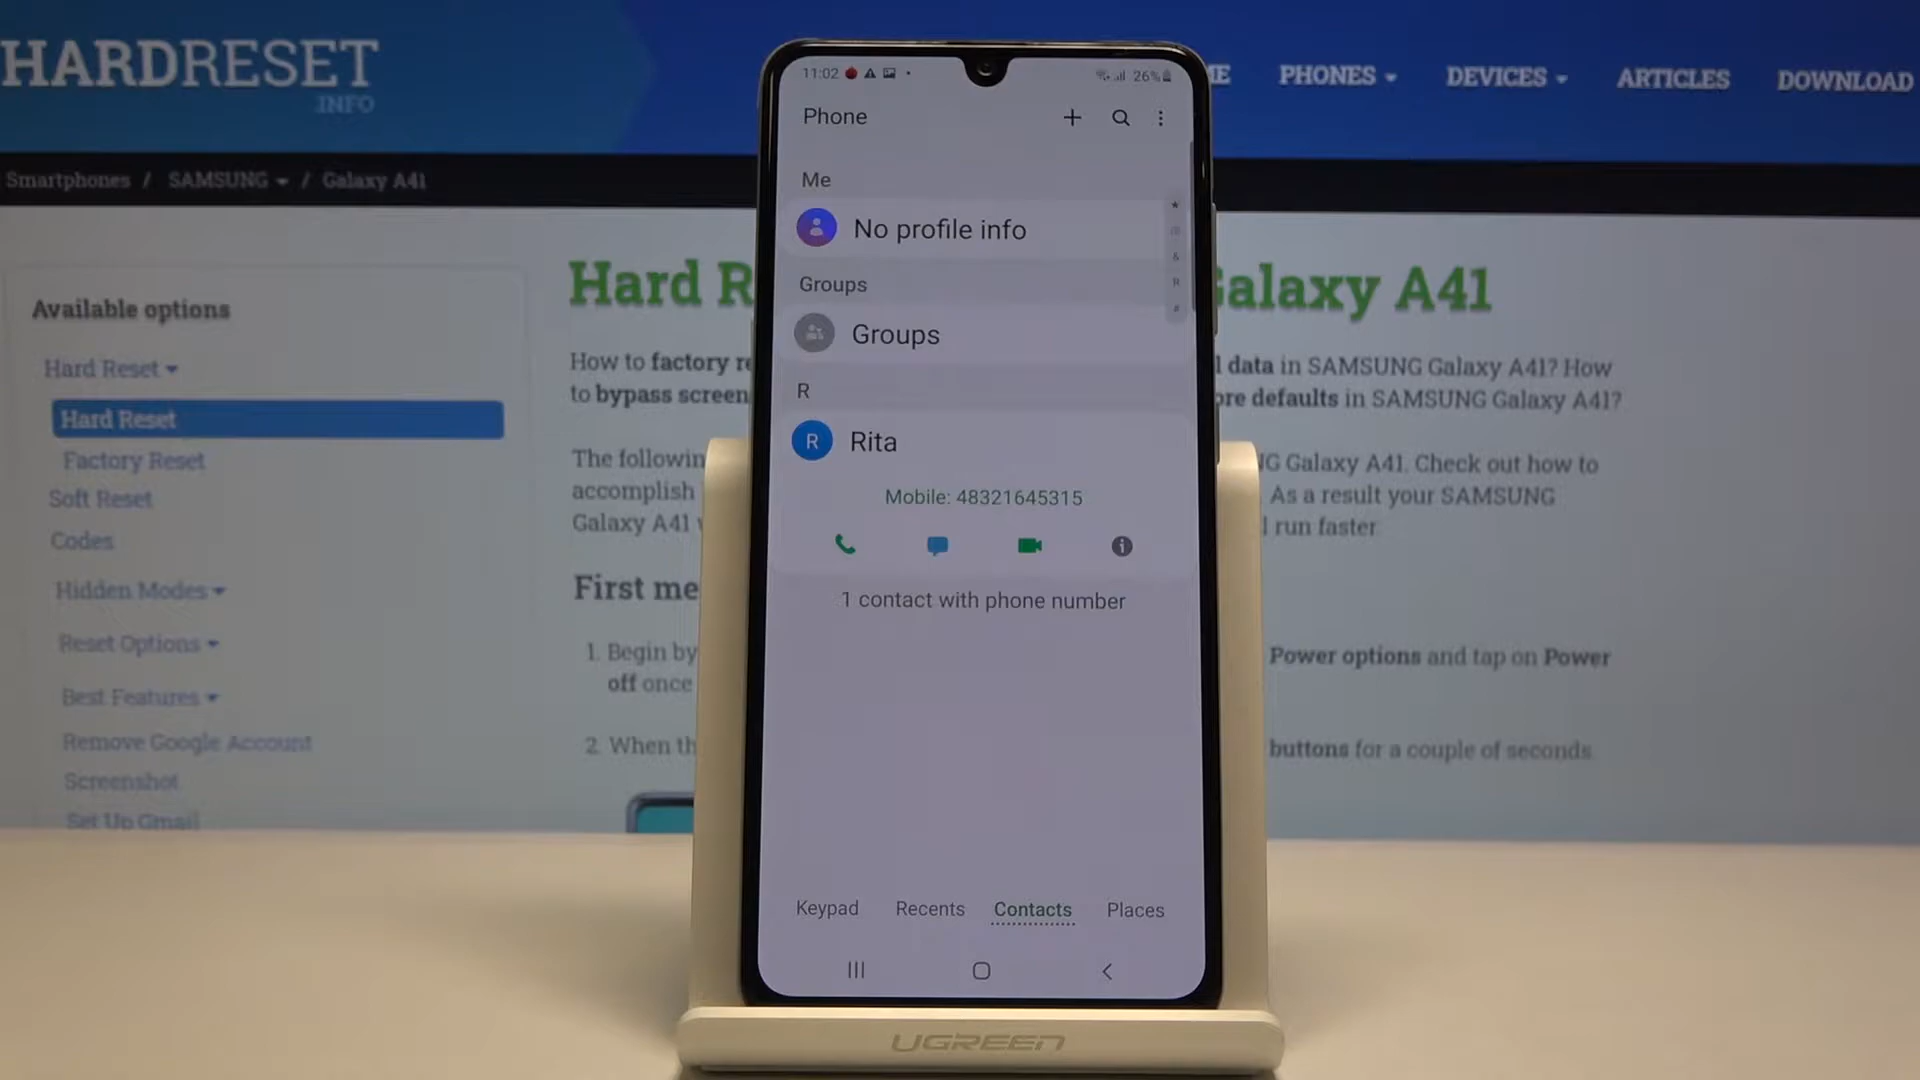 HARDRESET
.INFO
PHONES
DEVICES
ARTICLES
DOWNLOAD
Smartphones / SAMSUNG / Galaxy A41
Available options
Hard Reset
Hard Reset
Factory Reset
Soft Reset
Codes
Hidden Modes
Reset Options
Best Features
Remove Google Account
Screenshot
Set Up Gmail
Hard R
Galaxy A41
How to factory re
data in SAMSUNG Galaxy A41? How
to bypass screen
ore defaults in SAMSUNG Galaxy A41?
The followin
G Galaxy A41. Check out how to
accomplish
As a result your SAMSUNG
Galaxy A41
run faster
First me
1. Begin by
Power options and tap on Power
off once
2. When th
buttons for a couple of seconds
11:02
26%
Phone
Me
No profile info
Groups
Groups
R
R Rita
Mobile: 48321645315
1 contact with phone number
Keypad Recents Contacts Places
& 
R
#
UGREEN